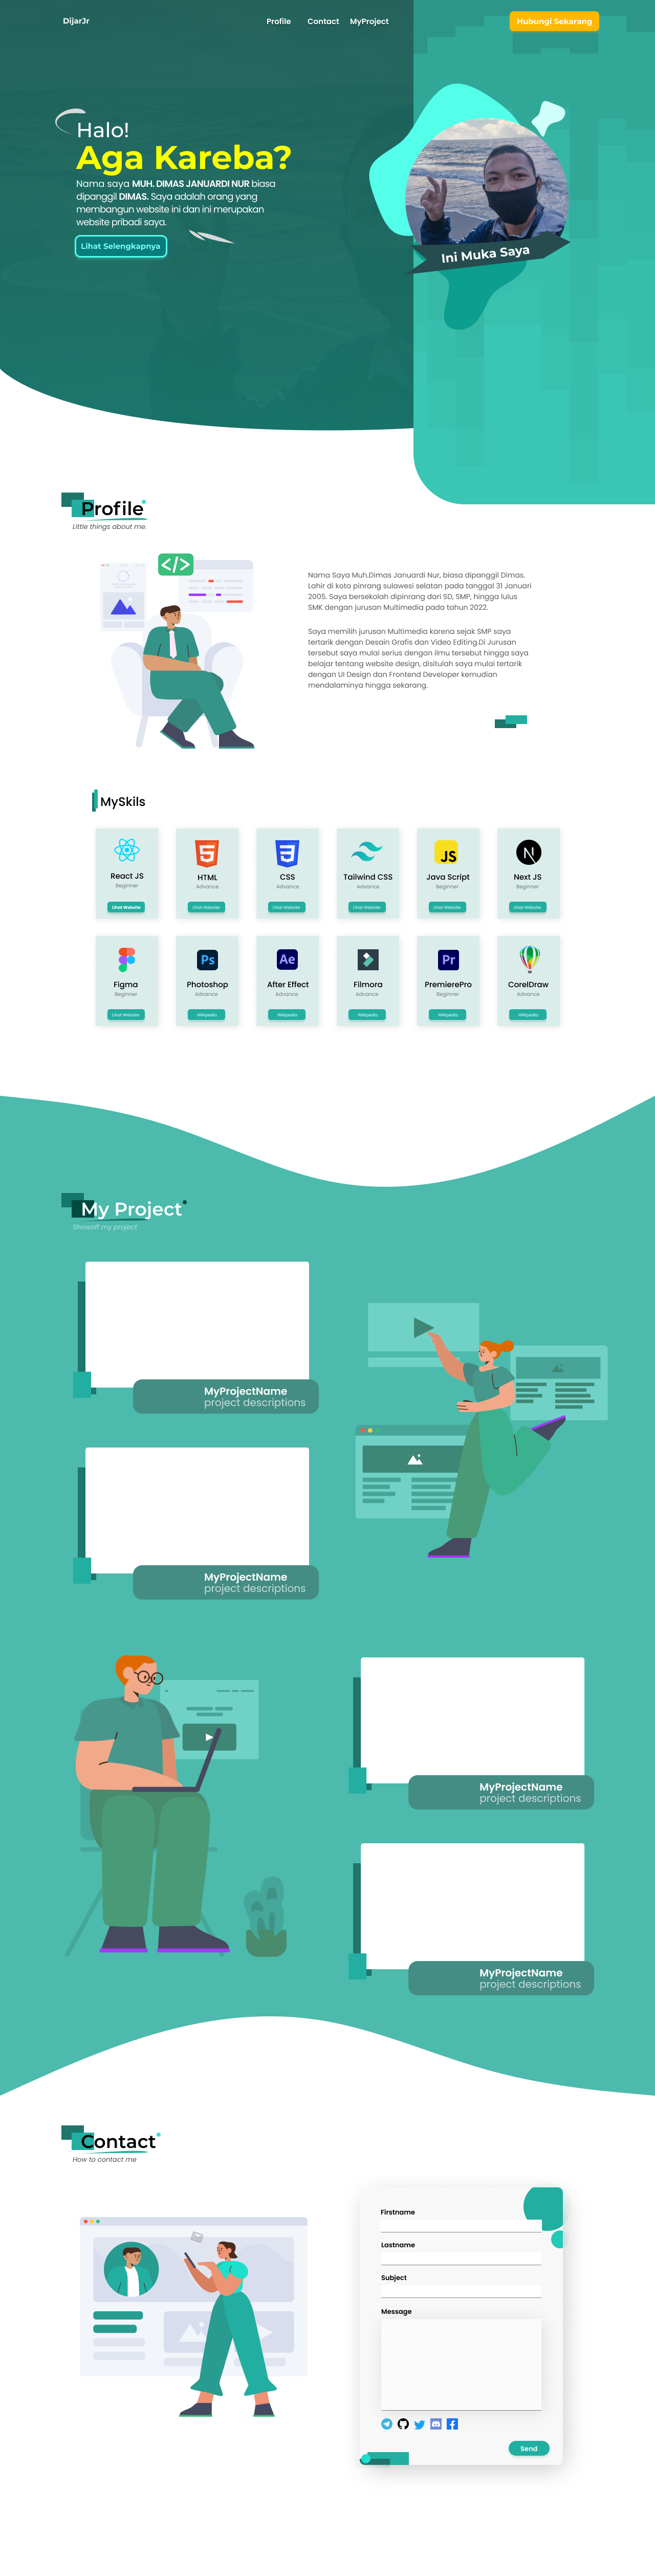 DijarJr
Profile
Contact
MyProject
Hubungi Sekarang
Halo!
Aga Kareba?
Nama saya MUH. DIMAS JANUARDI NUR biasa
dipanggil DIMAS. Saya adalah orang yang
membangun website ini dan ini merupakan
website pribadi saya.
Lihat Selengkapnya
Ini Muka Saya
Profile
Little things about me.
</>
Nama Saya Muh.Dimas Januardi Nur, biasa dipanggil Dimas.
Lahir di kota pinrang sulawesi selatan pada tanggal 31 Januari
2005. Saya bersekolah dipinrang dari SD, SMP, hingga lulus
SMK dengan jurusan Multimedia pada tahun 2022.
Saya memilih jurusan Multimedia karena sejak SMP saya
tertarik dengan Desain Grafis dan Video Editing.Di Jurusan
tersebut saya mulai serius dengan ilmu tersebut hingga saya
belajar tentang website design, disitulah saya mulai tertarik
dengan UI Design dan Frontend Developer kemudian
mendalaminya hingga sekarang.
MySkils
React JS
Beginner
Lihat Website
5
HTML
Advance
Lihat Website
3
CSS
Advance
Lihat Website
Tailwind CSS
Advance
Lihat Website
JS
Java Script
Beginner
Lihat Website
N
Next JS
Beginner
Lihat Website
Figma
Beginner
Lihat Website
Ps
Photoshop
Advance
Wikipedia
Ae
After Effect
Advance
Wikipedia
Filmora
Advance
Wikipedia
Pr
PremierePro
Beginner
Wikipedia
CorelDraw
Advance
Wikipedia
My Project
Showoff my project
MyProjectName
project descriptions
MyProjectName
project descriptions
MyProjectName
project descriptions
MyProjectName
project descriptions
Contact
How to contact me
Firstname
Lastname
Subject
Message
Send